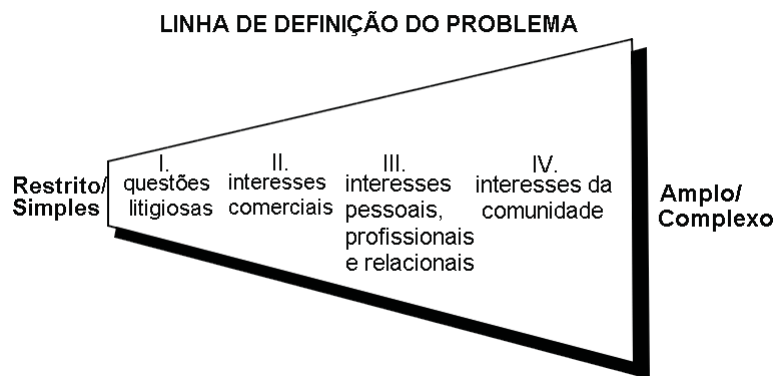 LINHA DE DEFINIÇÃO DO PROBLEMA
Restrito/
Simples
I.
questões
litigiosas
II.
interesses
comerciais
III.
interesses
pessoais,
profissionais
e relacionais
IV.
interesses da
comunidade
Amplo/
Complexo